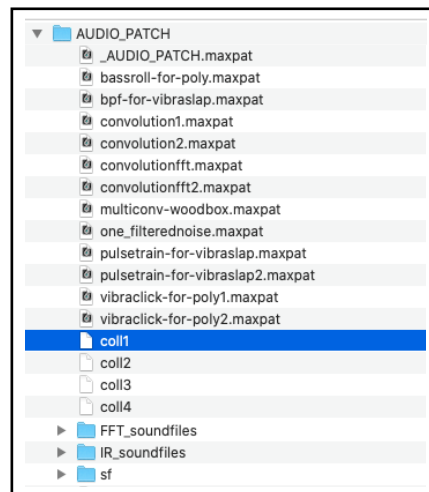 AUDIO_PATCH
_AUDIO_PATCH.maxpat
bassroll-for-poly.maxpat
bpf-for-vibraslap.maxpat
convolution1.maxpat
convolution2.maxpat
convolutionfft.maxpat
convolutionfft2.maxpat
multiconv-woodbox.maxpat
one_filterednoise.maxpat
pulsetrain-for-vibraslap.maxpat
pulsetrain-for-vibraslap2.maxpat
vibraclick-for-poly1.maxpat
vibraclick-for-poly2.maxpat
coll1
coll2
coll3
coll4
FFT_soundfiles
IR_soundfiles
sf